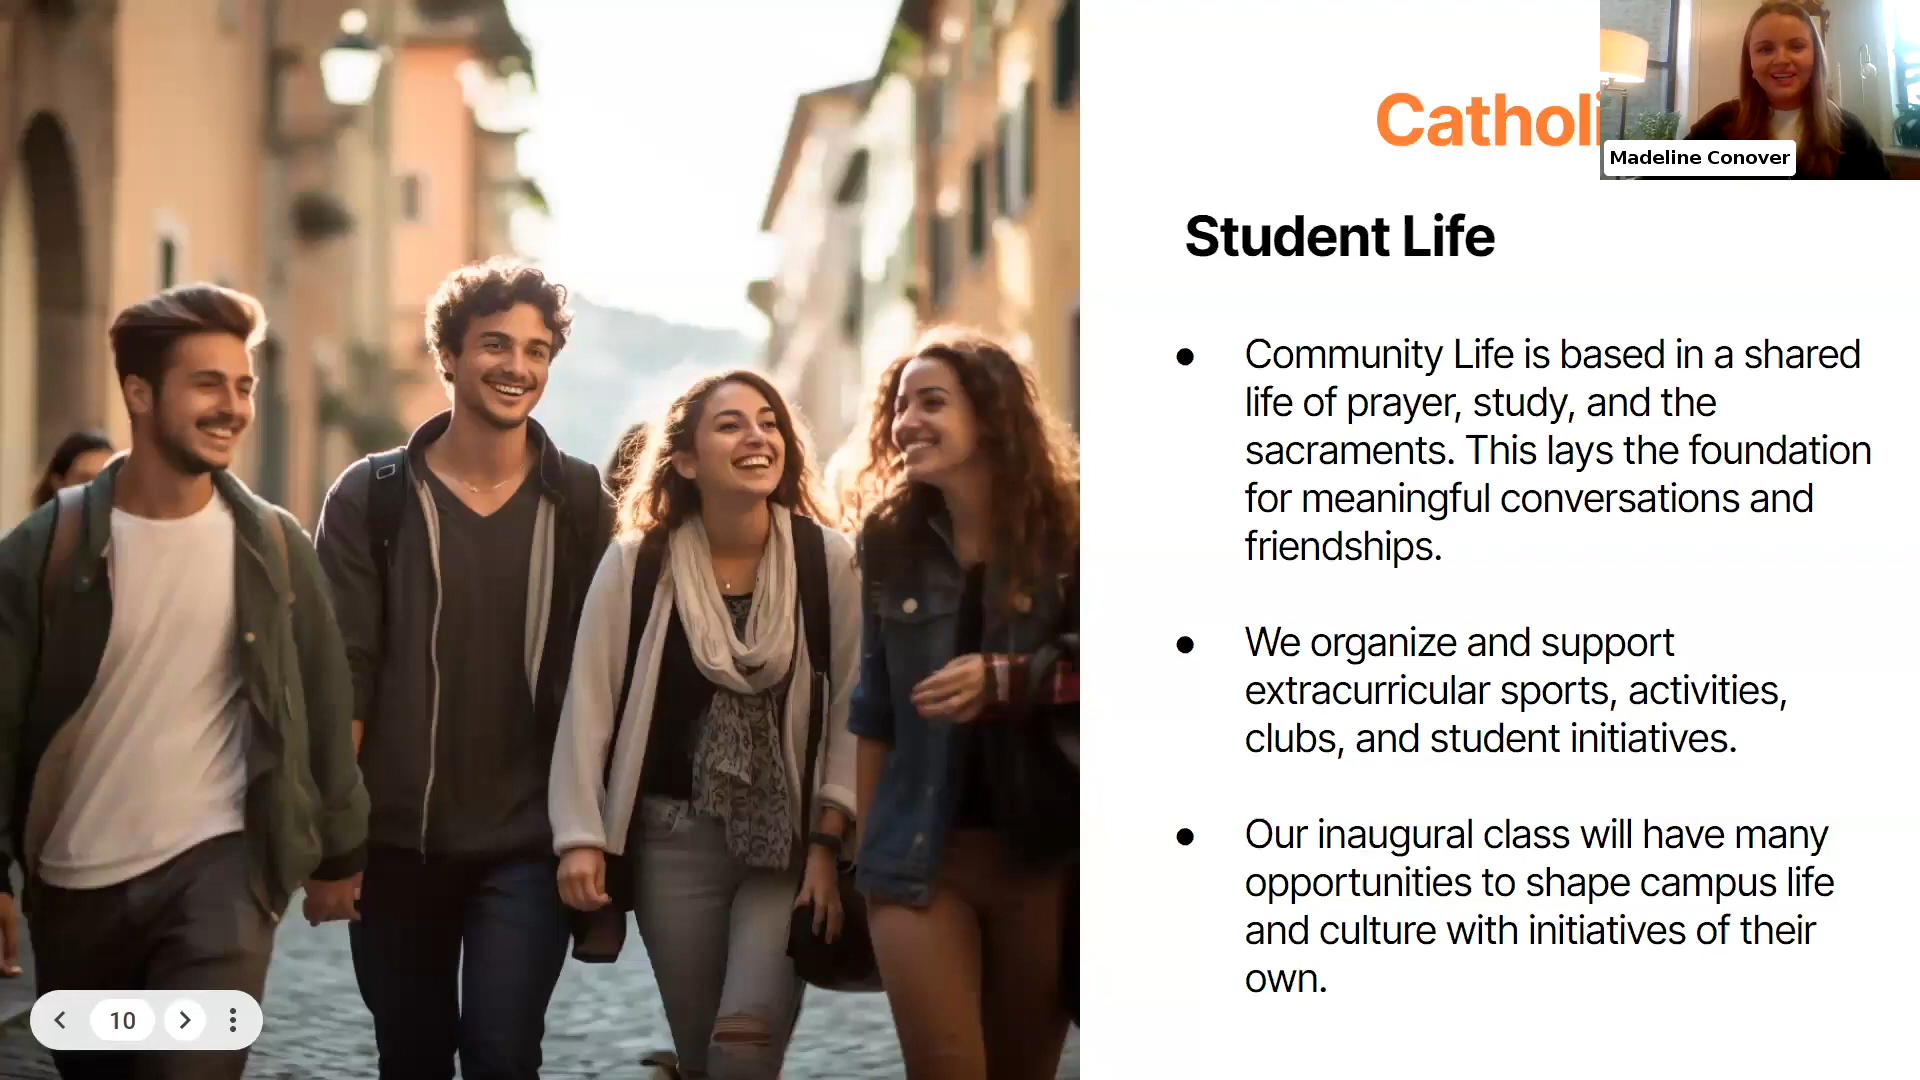 Catholi
Madeline Conover
Student Life
● Community Life is based in a shared
life of prayer, study, and the
sacraments. This lays the foundation
for meaningful conversations and
friendships.
● We organize and support
extracurricular sports, activities,
clubs, and student initiatives.
● Our inaugural class will have many
opportunities to shape campus life
and culture with initiatives of their
own.
10